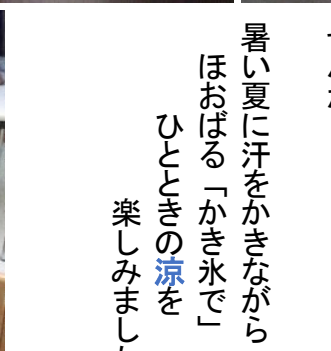 暑い夏に汗をかきながら
ほおばる「かき氷で」
ひとときの涼を
楽しみまし